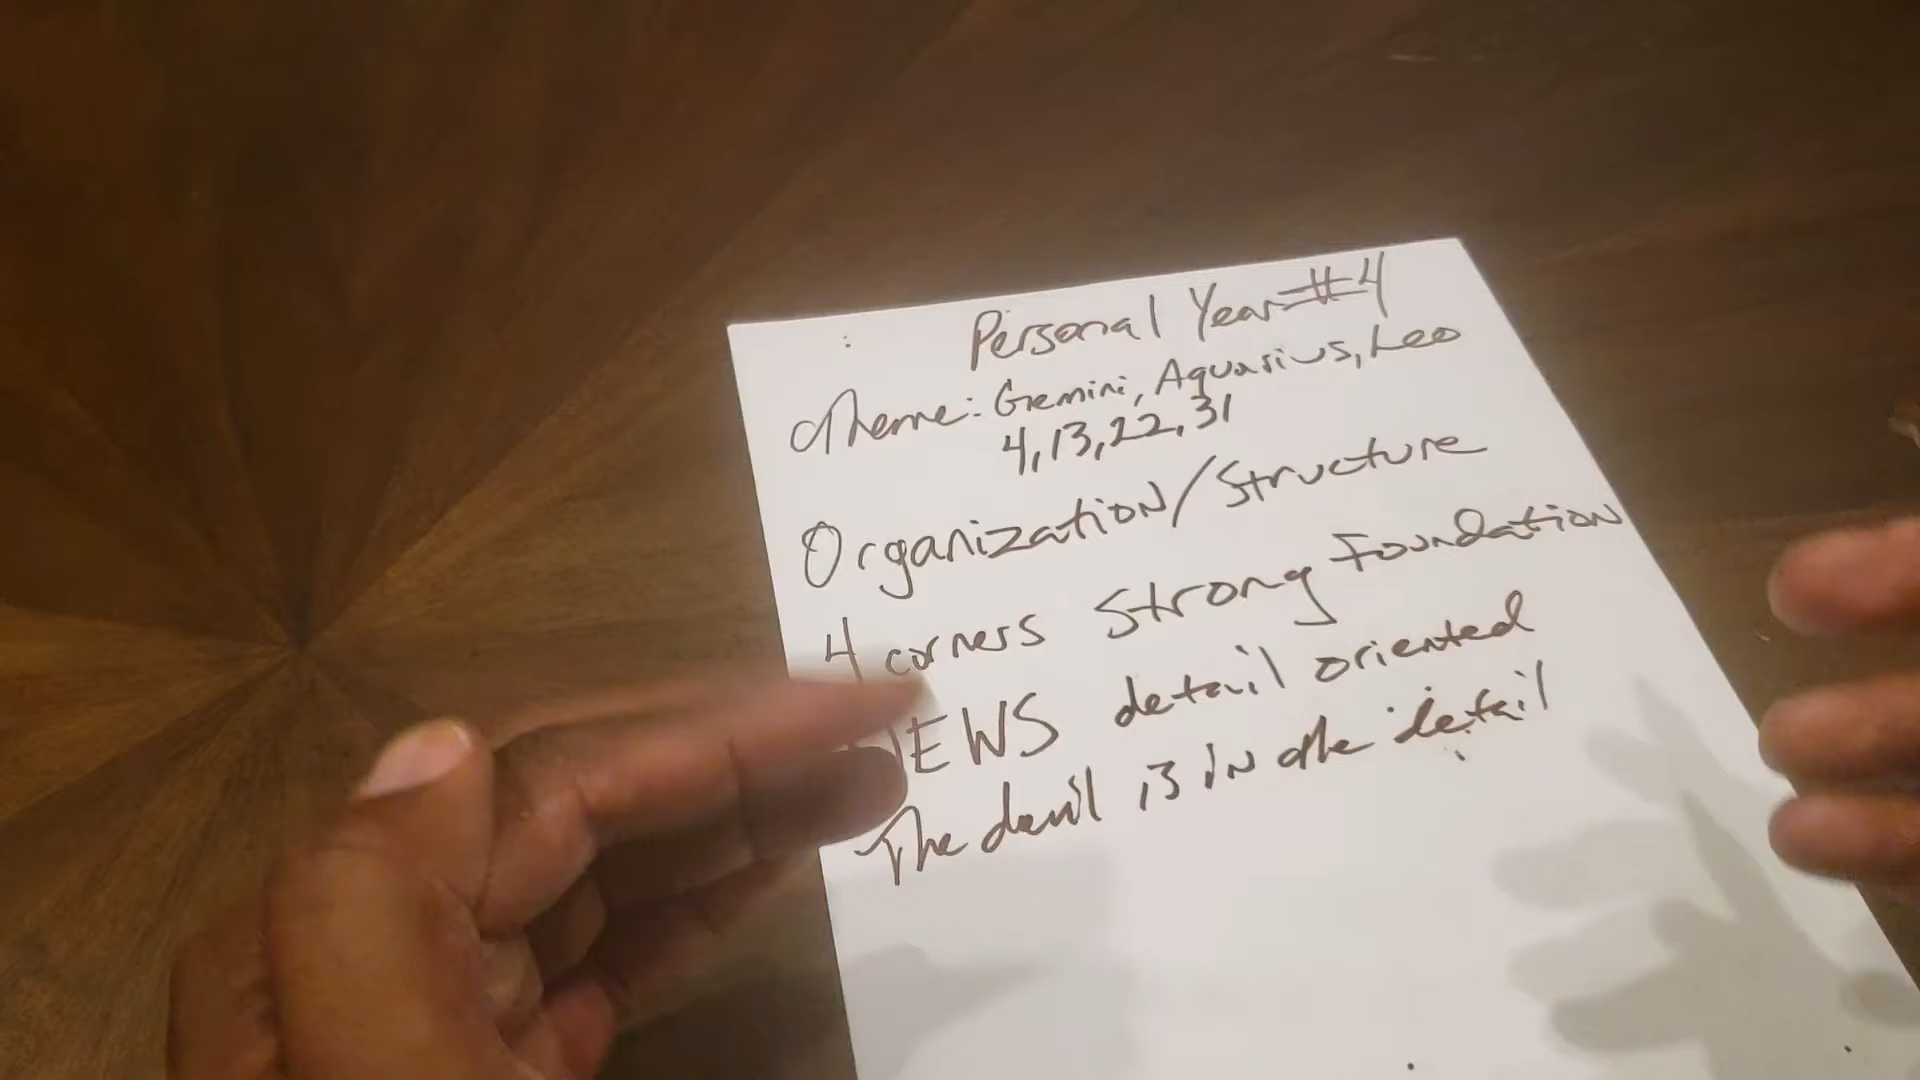 Personal Year #4
Theme: Gemini, Aquarius, Leo
4, 13, 22, 31
Organization/Structure
4 corners Strong Foundation
EWS detail oriented
The devil is in the detail